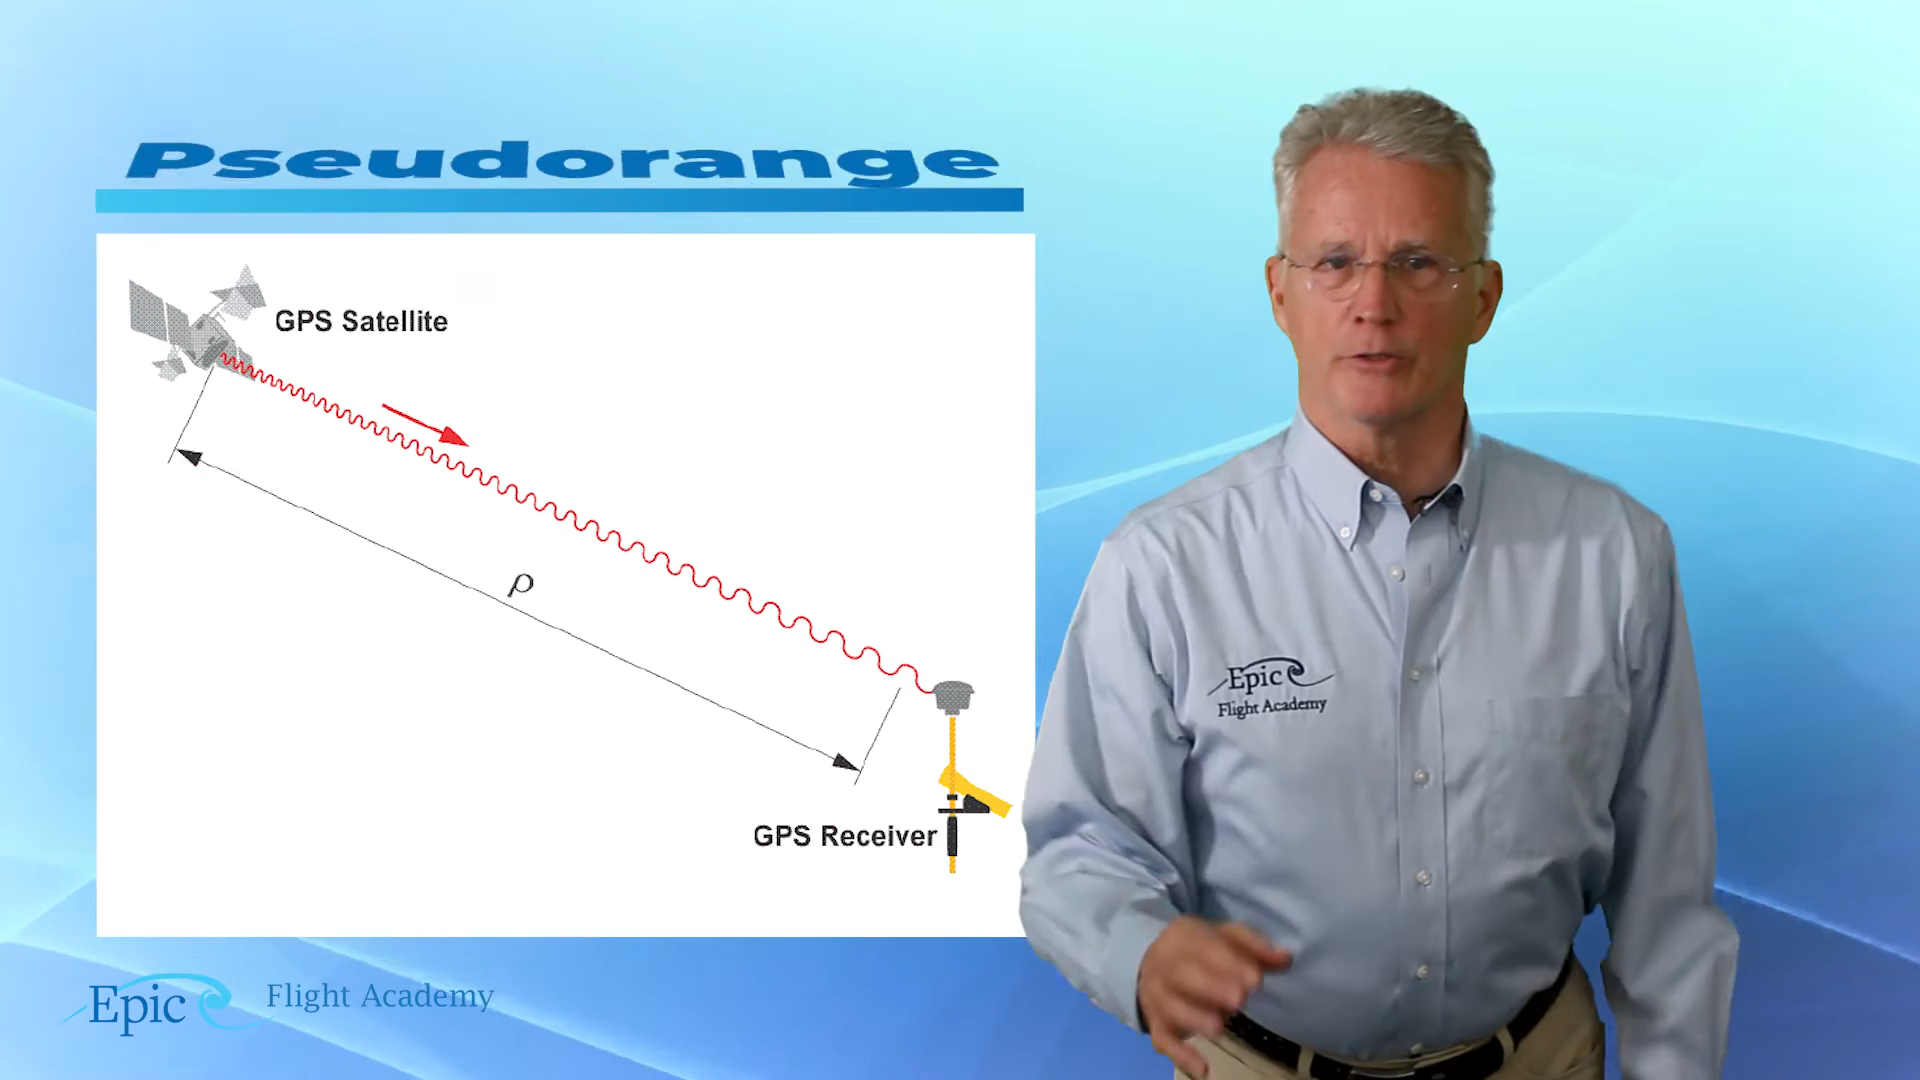 Pseudorange
GPS Satellite
ρ
GPS Receiver
Epic
Flight Academy
Epic
Flight Academy